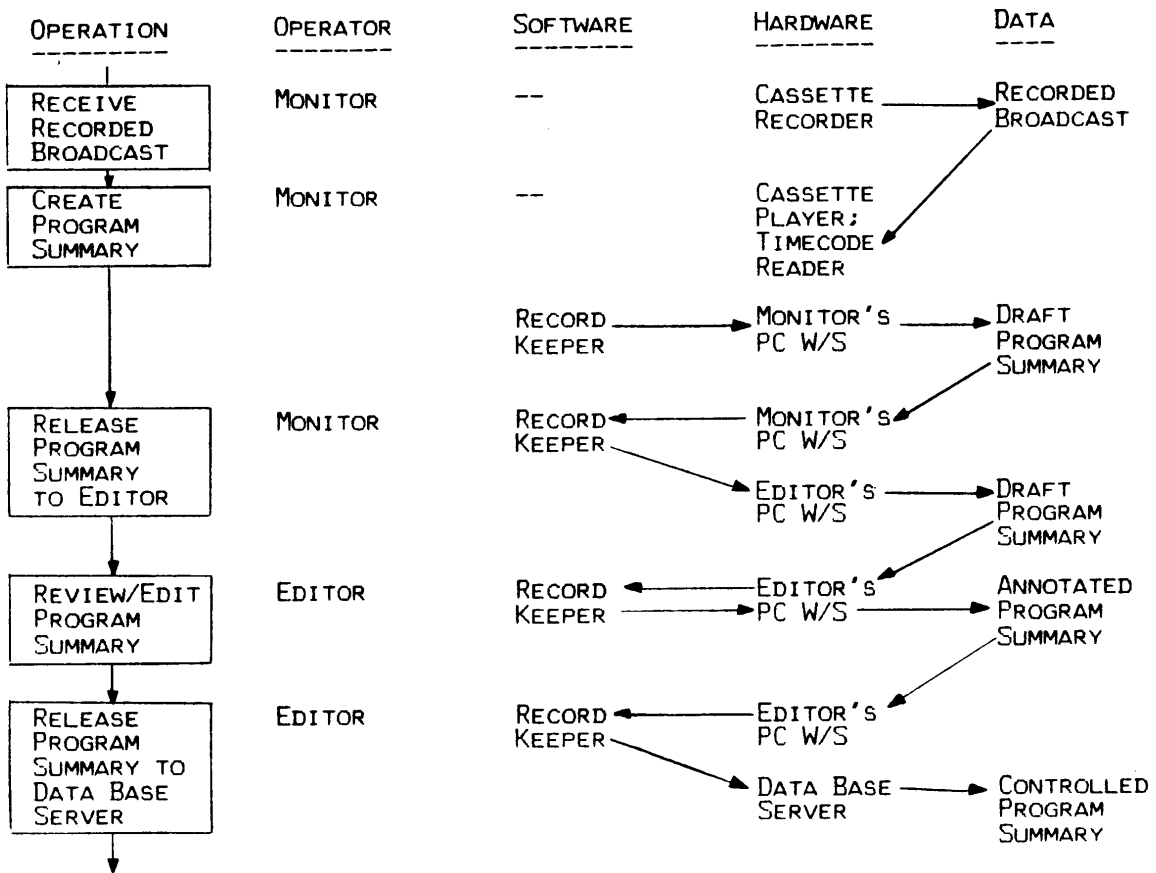 OPERATION OPERATOR SOFTWARE HARDWARE DATA
RECEIVE
RECORDED
BROADCAST
MONITOR
--
CASSETTE
RECORDER
RECORDED
BROADCAST
CREATE
PROGRAM
SUMMARY
MONITOR
--
CASSETTE
PLAYER;
TIMECODE
READER
RECORD
KEEPER
MONITOR'S
PC W/S
DRAFT
PROGRAM
SUMMARY
RELEASE
PROGRAM
SUMMARY
TO EDITOR
MONITOR
RECORD
KEEPER
MONITOR'S
PC W/S
EDITOR'S
PC W/S
DRAFT
PROGRAM
SUMMARY
REVIEW/EDIT
PROGRAM
SUMMARY
EDITOR
RECORD
KEEPER
EDITOR'S
PC W/S
ANNOTATED
PROGRAM
SUMMARY
RELEASE
PROGRAM
SUMMARY TO
DATA BASE
SERVER
EDITOR
RECORD
KEEPER
EDITOR'S
PC W/S
DATA BASE
SERVER
CONTROLLED
PROGRAM
SUMMARY